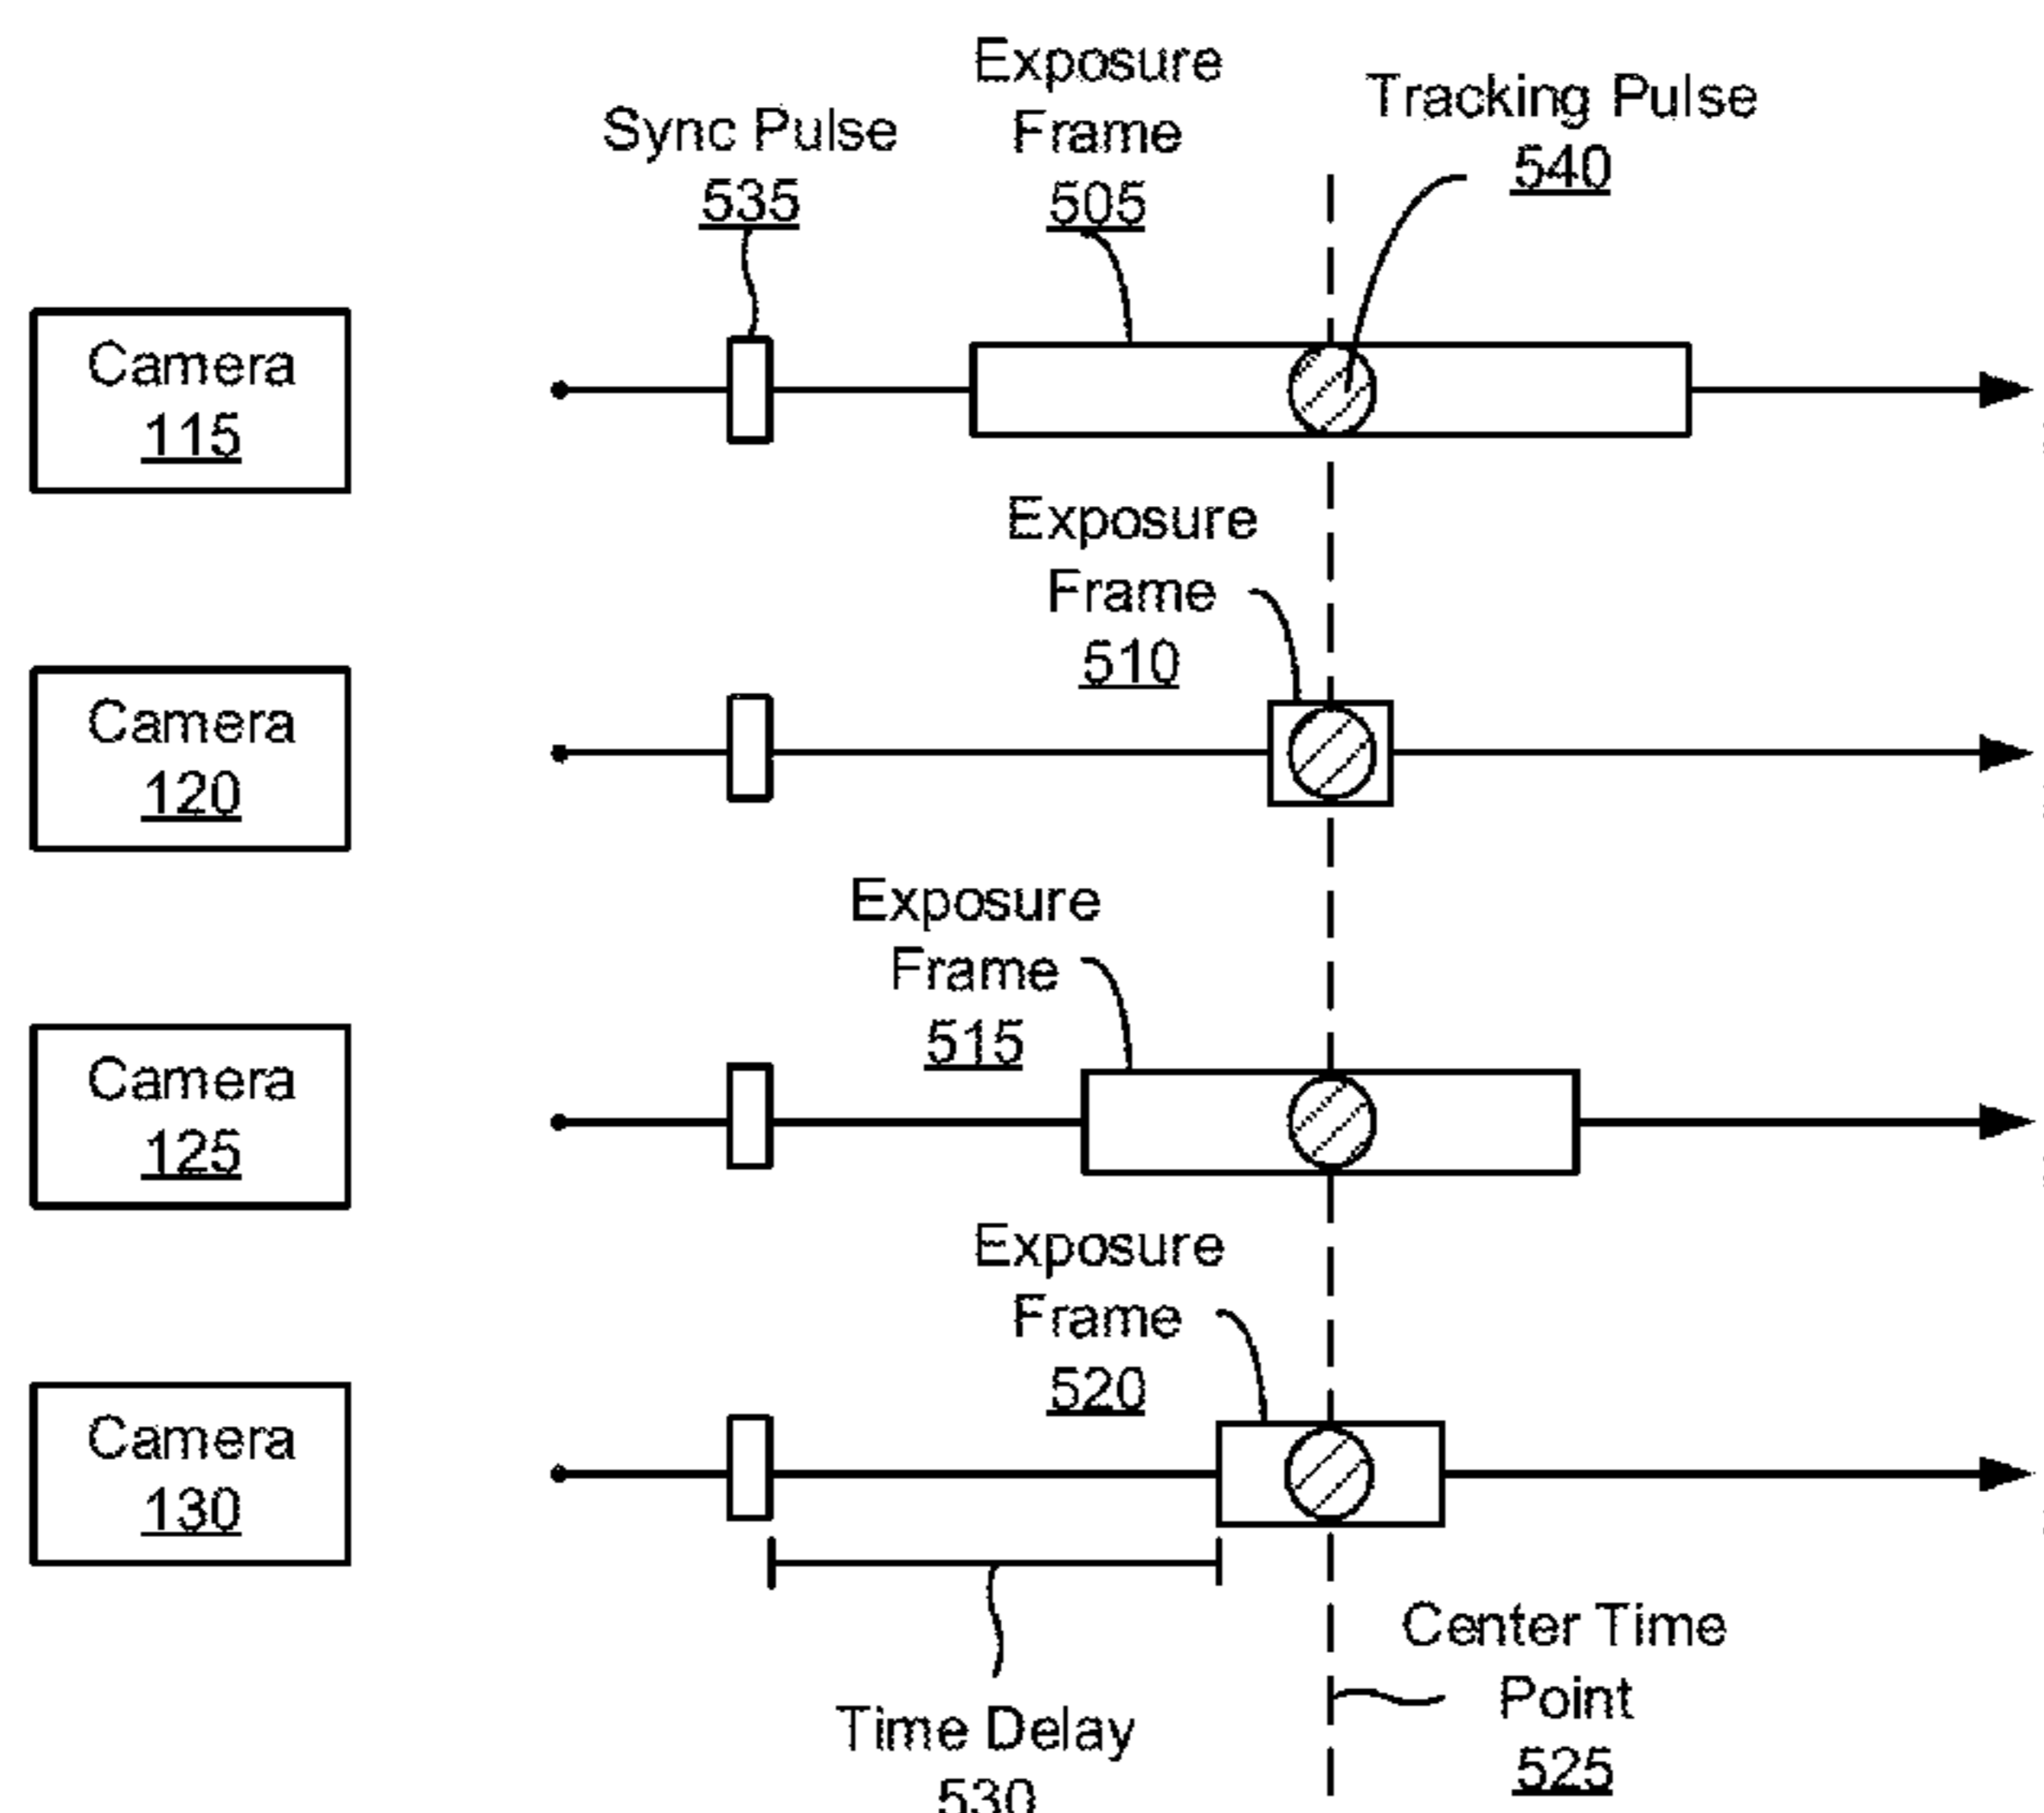 Exposure
Frame
505
Tracking Pulse
540
Sync Pulse
535
Camera
115
Exposure
Frame
510
Camera
120
Exposure
Frame
515
Camera
125
Exposure
Frame
520
Camera
130
Center Time
Point
525
Time Delay
530